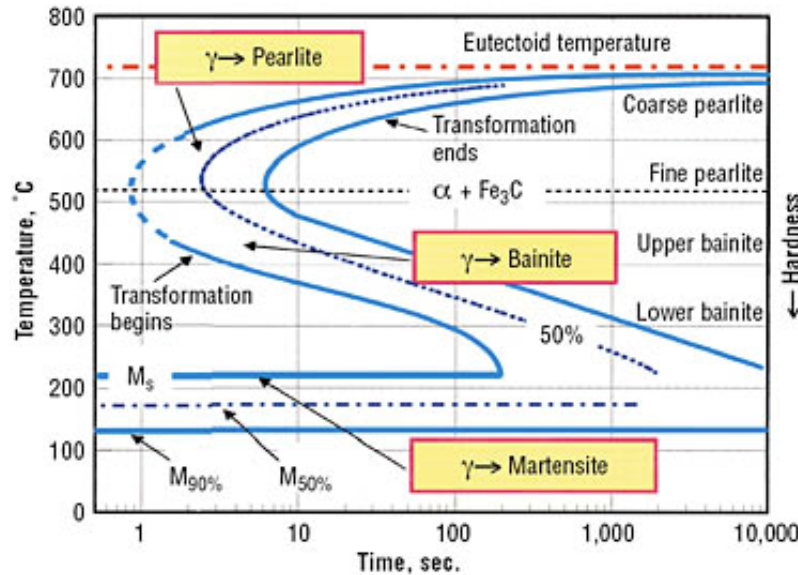 800
700
600
500
400
300
200
100
0
Temperature, °C
1
10
100
1,000
10,000
Time, sec.
Eutectoid temperature
γ→ Pearlite
Coarse pearlite
Transformation
ends
Fine pearlite
α + Fe₃C
Upper bainite
γ→ Bainite
Transformation
begins
Lower bainite
50%
Mₛ
γ→ Martensite
M₉₀%
M₅₀%
← Hardness